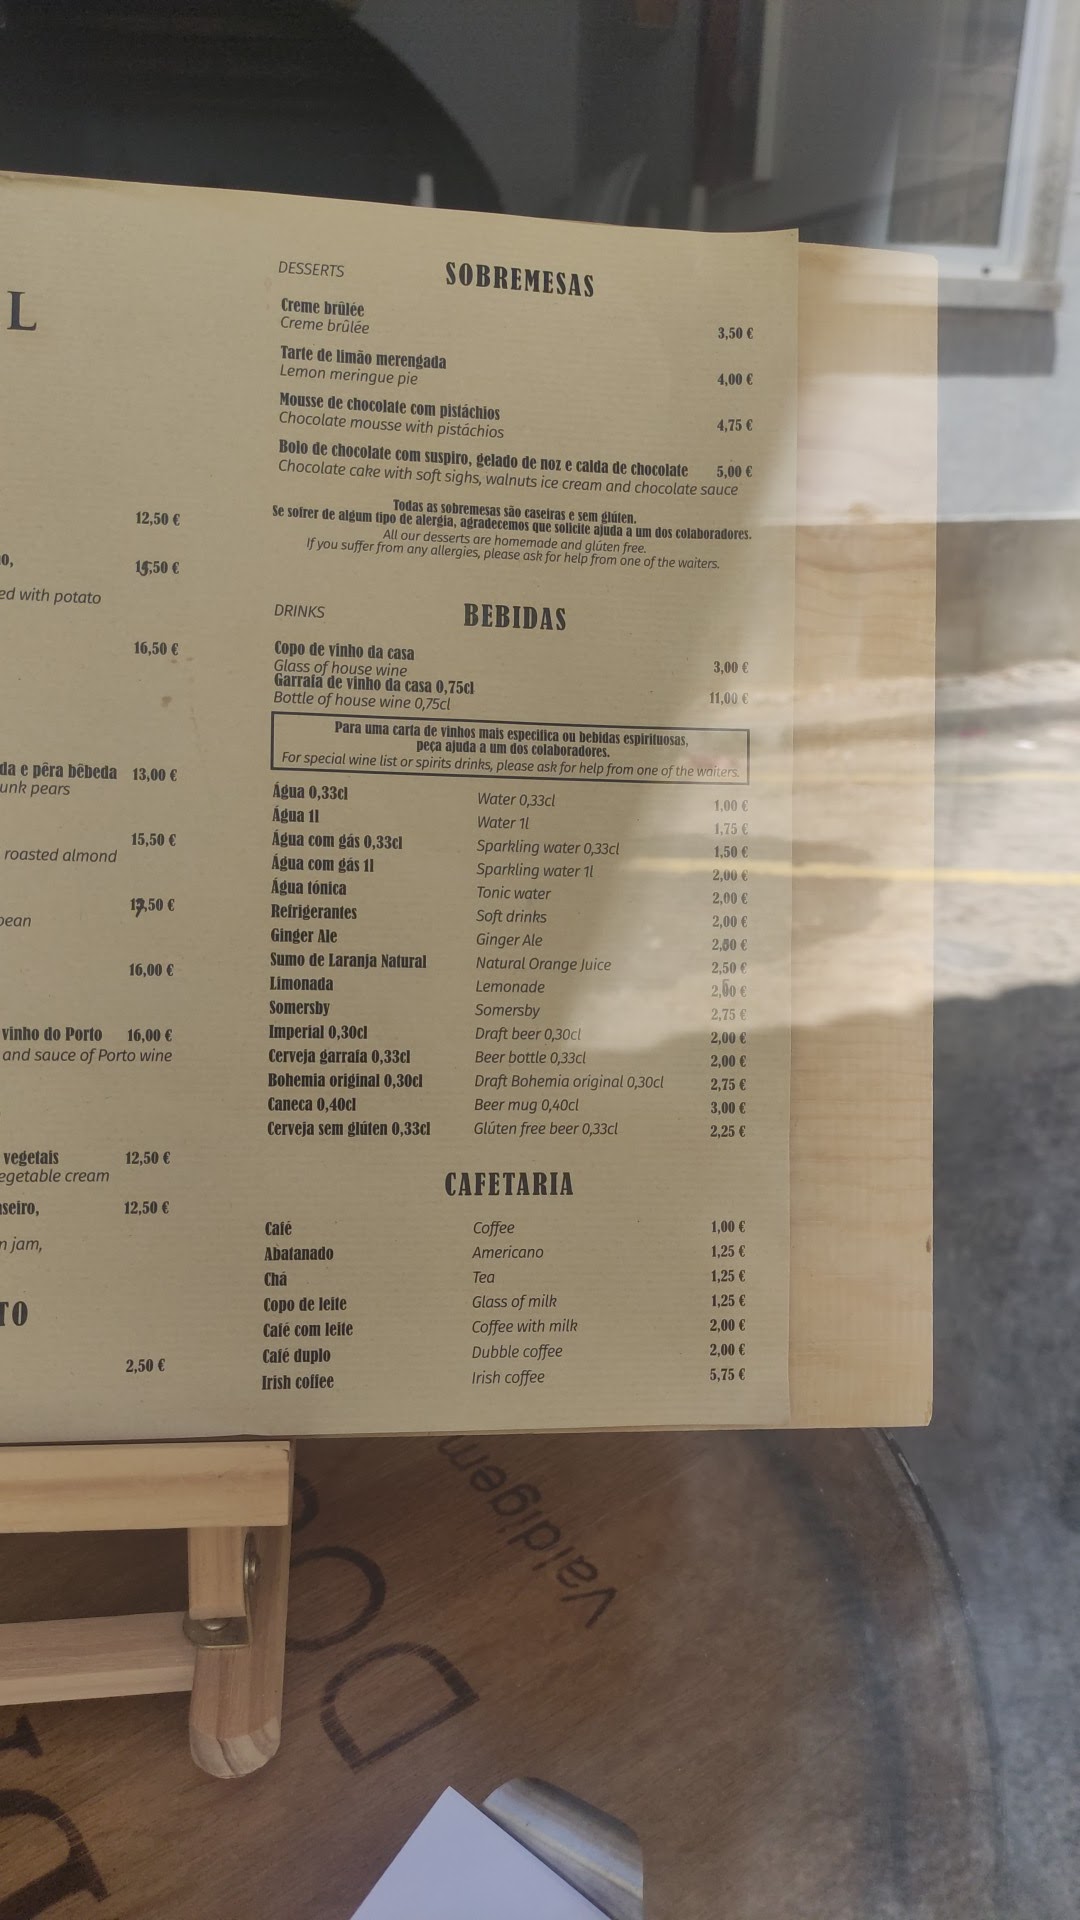 L
12,50 €
o,
15,50 €
ed with potato
16,50 €
da e pêra bêbeda 13,00 €
unk pears
15,50 €
roasted almond
17,50 €
bean
16,00 €
vinho do Porto 16,00 €
and sauce of Porto wine
vegetais 12,50 €
egetable cream
aseiro, 12,50 €
n jam,
TO
2,50 €
DESSERTS SOBREMESAS
Creme brûlée
Creme brûlée 3,50 €
Tarte de limão merengada
Lemon meringue pie 4,00 €
Mousse de chocolate com pistáchios
Chocolate mousse with pistáchios 4,75 €
Bolo de chocolate com suspiro, gelado de noz e calda de chocolate 5,00 €
Chocolate cake with soft sighs, walnuts ice cream and chocolate sauce
Todas as sobremesas são caseiras e sem glúten.
Se sofrer de algum tipo de alergia, agradecemos que solicite ajuda a um dos colaboradores.
All our desserts are homemade and glúten free.
If you suffer from any allergies, please ask for help from one of the waiters.
DRINKS BEBIDAS
Copo de vinho da casa
Glass of house wine 3,00 €
Garrafa de vinho da casa 0,75cl
Bottle of house wine 0,75cl 11,00 €
Para uma carta de vinhos mais especifica ou bebidas espirituosas,
peça ajuda a um dos colaboradores.
For special wine list or spirits drinks, please ask for help from one of the waiters.
Água 0,33cl Water 0,33cl 1,00 €
Água 1l Water 1l 1,75 €
Água com gás 0,33cl Sparkling water 0,33cl 1,50 €
Água com gás 1l Sparkling water 1l 2,00 €
Água tónica Tonic water 2,00 €
Refrigerantes Soft drinks 2,00 €
Ginger Ale Ginger Ale 2,50 €
Sumo de Laranja Natural Natural Orange Juice 2,50 €
Limonada Lemonade 2,00 €
Somersby Somersby 2,75 €
Imperial 0,30cl Draft beer 0,30cl 2,00 €
Cerveja garrafa 0,33cl Beer bottle 0,33cl 2,00 €
Bohemia original 0,30cl Draft Bohemia original 0,30cl 2,75 €
Caneca 0,40cl Beer mug 0,40cl 3,00 €
Cerveja sem glúten 0,33cl Glúten free beer 0,33cl 2,25 €
CAFETARIA
Café Coffee 1,00 €
Abatanado Americano 1,25 €
Chá Tea 1,25 €
Copo de leite Glass of milk 1,25 €
Café com leite Coffee with milk 2,00 €
Café duplo Dubble coffee 2,00 €
Irish coffee Irish coffee 5,75 €
Valdigem